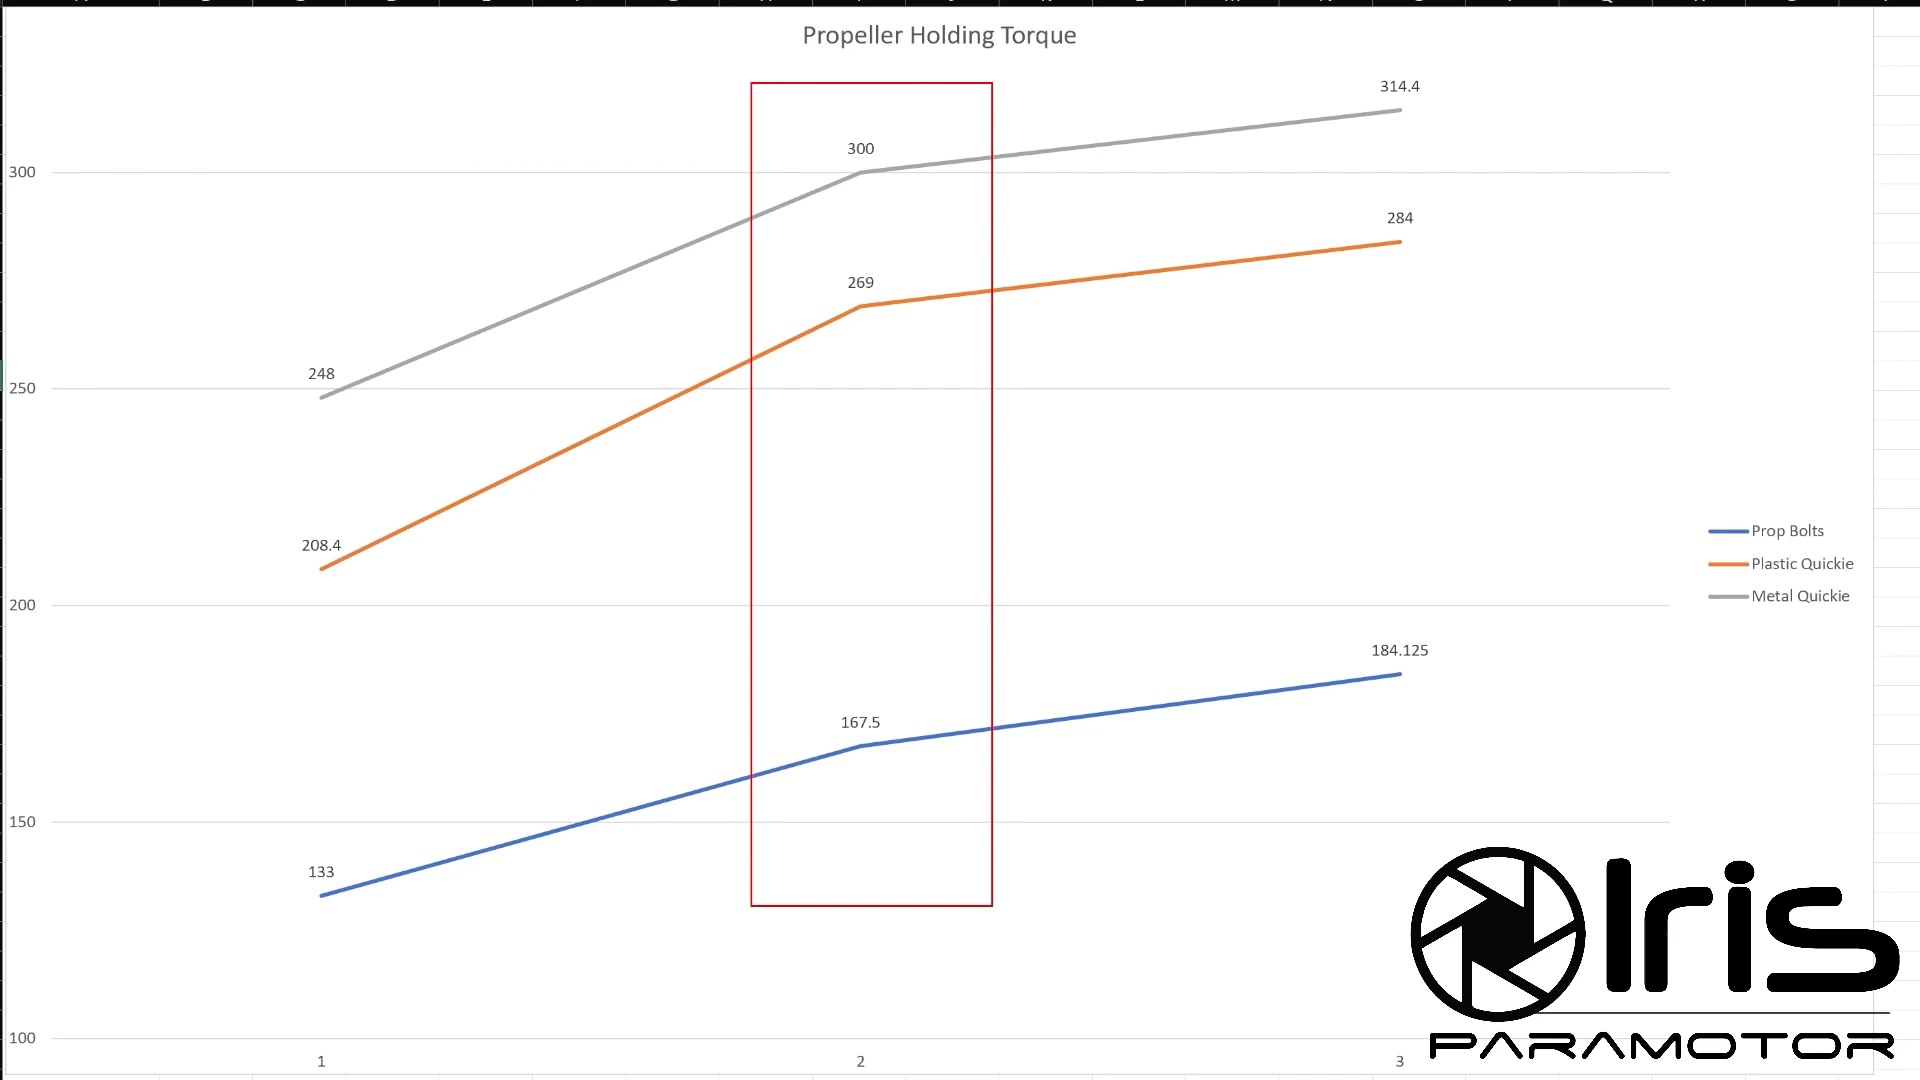 Propeller Holding Torque
314.4
300
300
284
269
248
250
208.4
200
Prop Bolts
Plastic Quickie
Metal Quickie
184.125
167.5
150
133
100
1
2
3
Iris
PARAMOTOR